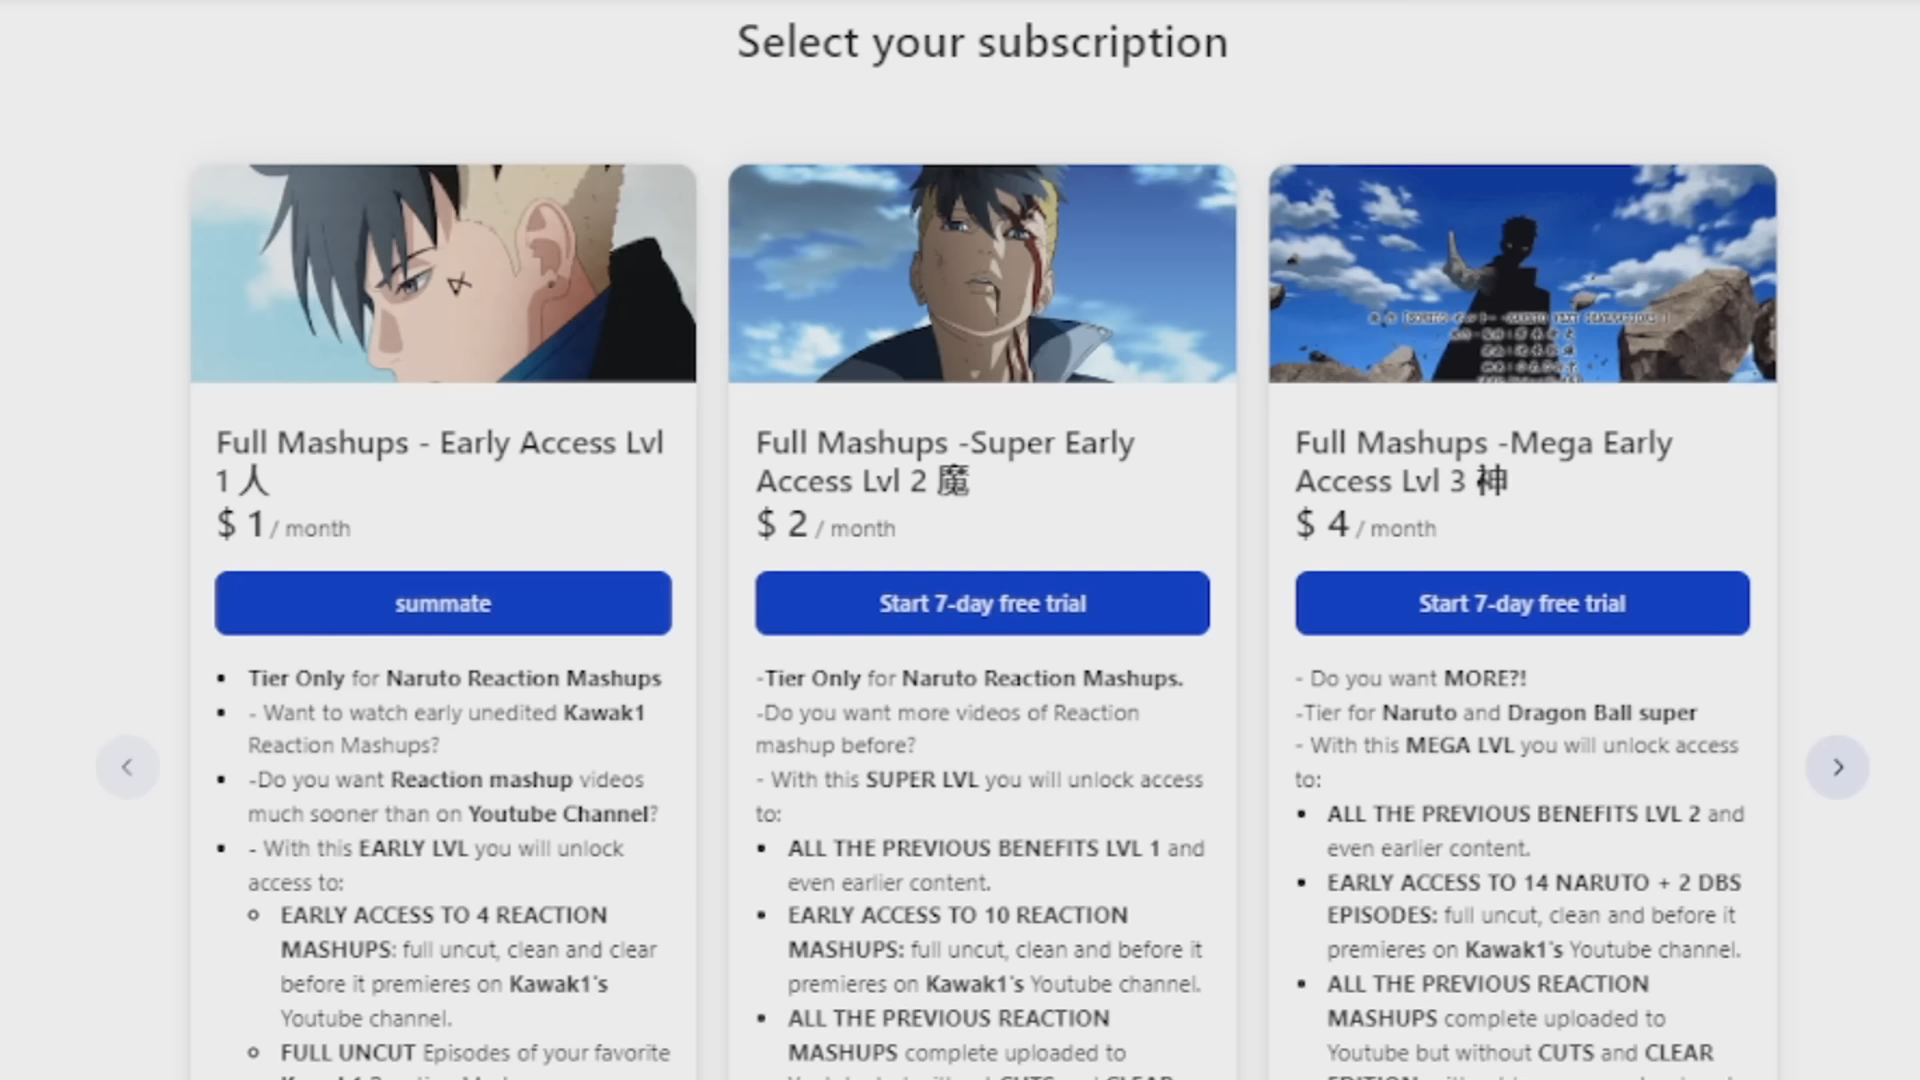 Select your subscription
Full Mashups - Early Access Lvl
1 人
$ 1 / month
summate
Tier Only for Naruto Reaction Mashups
- Want to watch early unedited Kawak1
Reaction Mashups?
-Do you want Reaction mashup videos
much sooner than on Youtube Channel?
- With this EARLY LVL you will unlock
access to:
EARLY ACCESS TO 4 REACTION
MASHUPS: full uncut, clean and clear
before it premieres on Kawak1's
Youtube channel.
FULL UNCUT Episodes of your favorite
Full Mashups -Super Early
Access Lvl 2 魔
$ 2 / month
Start 7-day free trial
-Tier Only for Naruto Reaction Mashups.
-Do you want more videos of Reaction
mashup before?
- With this SUPER LVL you will unlock access
to:
ALL THE PREVIOUS BENEFITS LVL 1 and
even earlier content.
EARLY ACCESS TO 10 REACTION
MASHUPS: full uncut, clean and before it
premieres on Kawak1's Youtube channel.
ALL THE PREVIOUS REACTION
MASHUPS complete uploaded to
Full Mashups -Mega Early
Access Lvl 3 神
$ 4 / month
Start 7-day free trial
- Do you want MORE?!
-Tier for Naruto and Dragon Ball super
- With this MEGA LVL you will unlock access
to:
ALL THE PREVIOUS BENEFITS LVL 2 and
even earlier content.
EARLY ACCESS TO 14 NARUTO + 2 DBS
EPISODES: full uncut, clean and before it
premieres on Kawak1's Youtube channel.
ALL THE PREVIOUS REACTION
MASHUPS complete uploaded to
Youtube but without CUTS and CLEAR